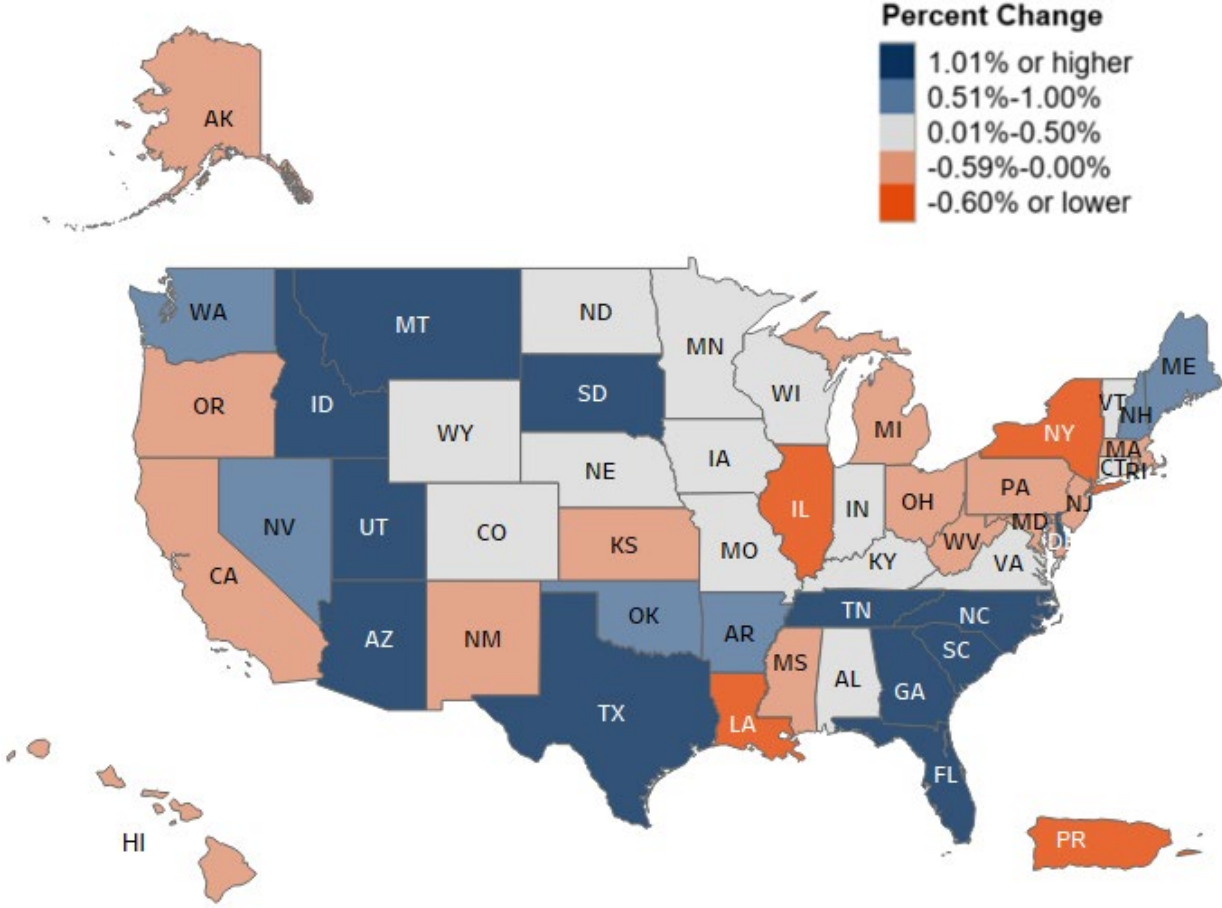 Percent Change
1.01% or higher
0.51%-1.00%
0.01%-0.50%
-0.59%-0.00%
-0.60% or lower
AK
WA
MT
ND
MN
ME
OR
ID
SD
WI
VT
NH
WY
MI
NY
MA
IA
CT
RI
NE
PA
NV
UT
CO
IL
IN
OH
NJ
KS
MO
WV
MD
D
CA
KY
VA
AZ
NM
OK
AR
TN
NC
SC
MS
AL
GA
TX
LA
FL
HI
PR